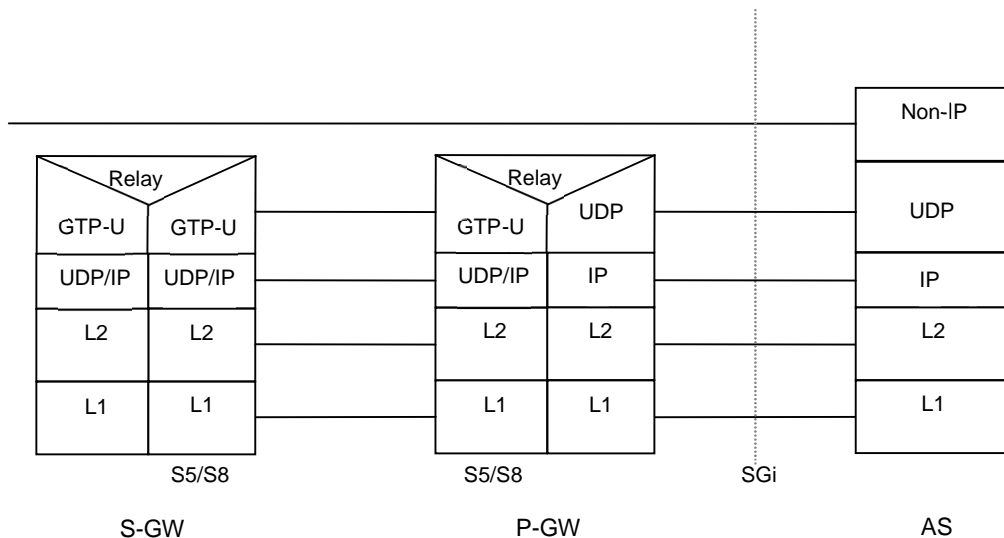 Non-IP
Relay Relay
UDP UDP
GTP-U GTP-U GTP-U
UDP/IP UDP/IP UDP/IP IP IP
L2 L2 L2 L2 L2
L1 L1 L1 L1 L1
S5/S8 S5/S8 SGi
S-GW P-GW AS